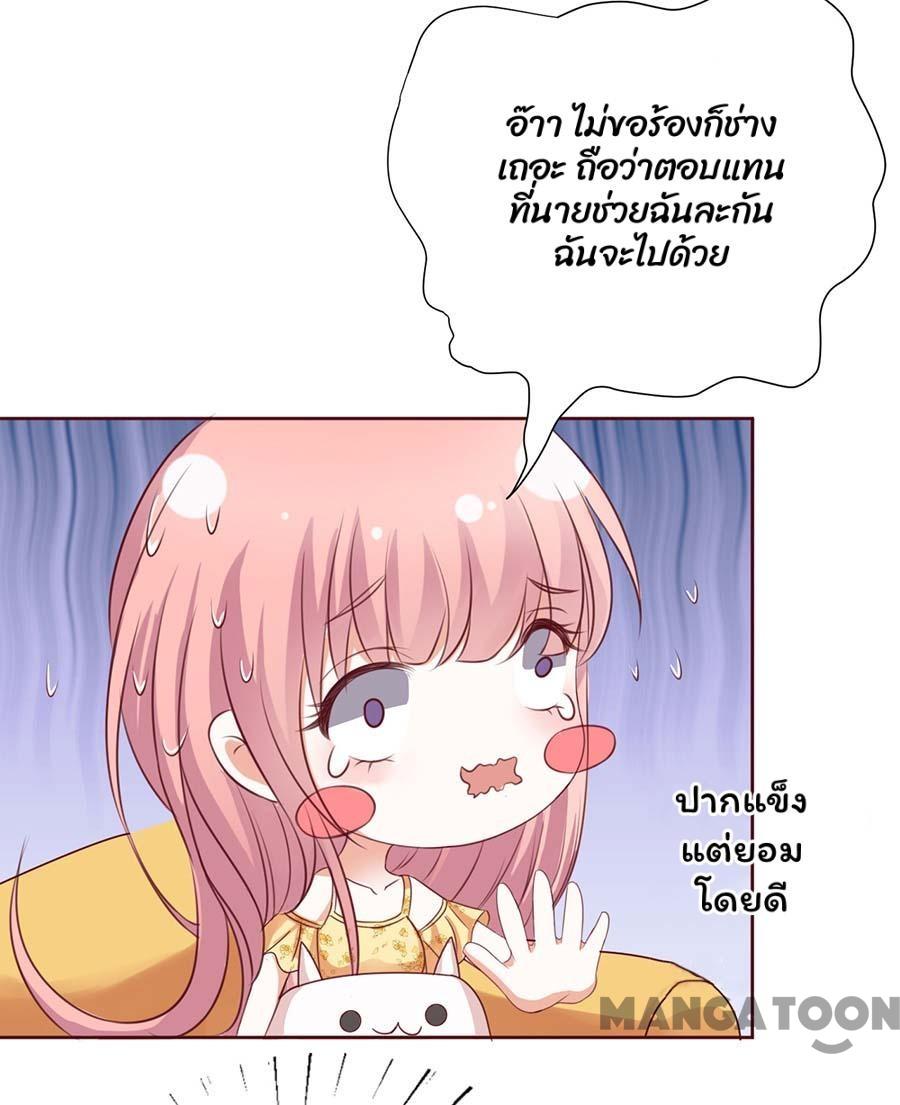 อ๊าา ไม่ขอร้องก็ช่าง
เถอะ ถือว่าตอบแทน
ที่นายช่วยฉันละกัน
ฉันจะไปด้วย
ปากแข็ง
แต่ยอม
โดยดี
MANGATOON